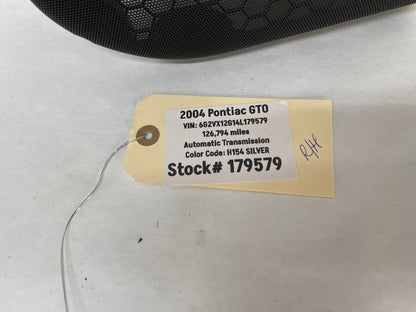 2004 Pontiac GTO
VIN: 6G2VX12G14L179579
126,794 miles
Automatic Transmission
Color Code: H154 SILVER
Stock# 179579
RH